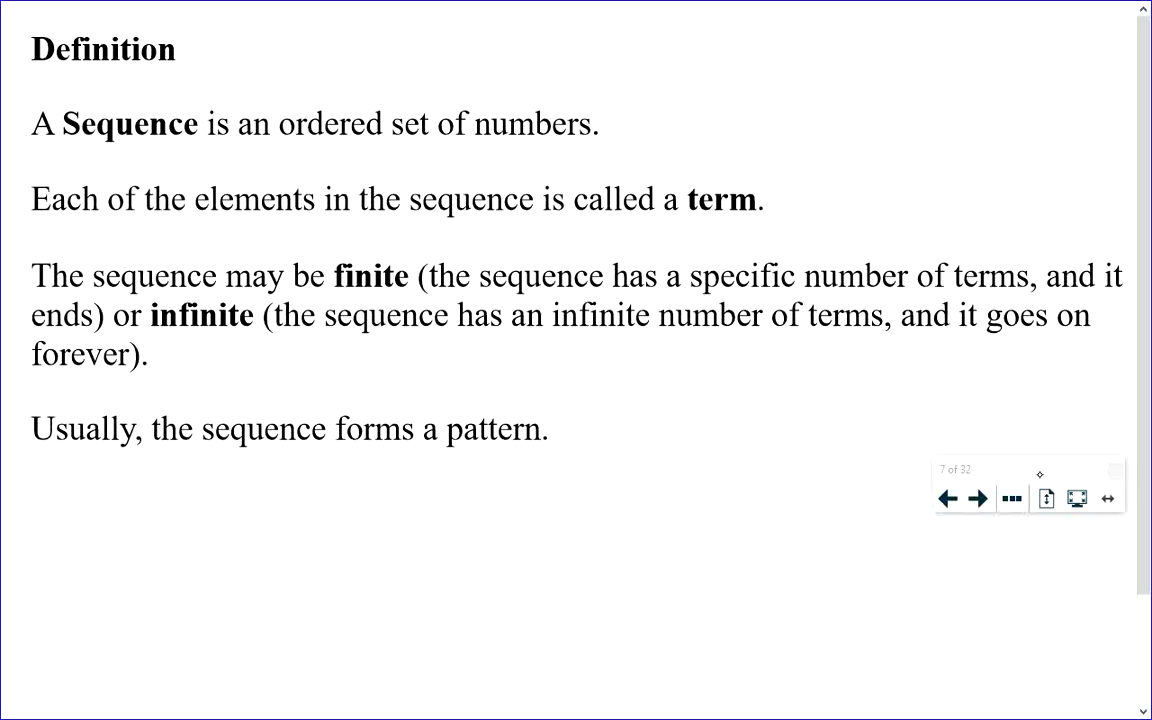 Definition
A Sequence is an ordered set of numbers.
Each of the elements in the sequence is called a term.
The sequence may be finite (the sequence has a specific number of terms, and it
ends) or infinite (the sequence has an infinite number of terms, and it goes on
forever).
Usually, the sequence forms a pattern.
7 of 32